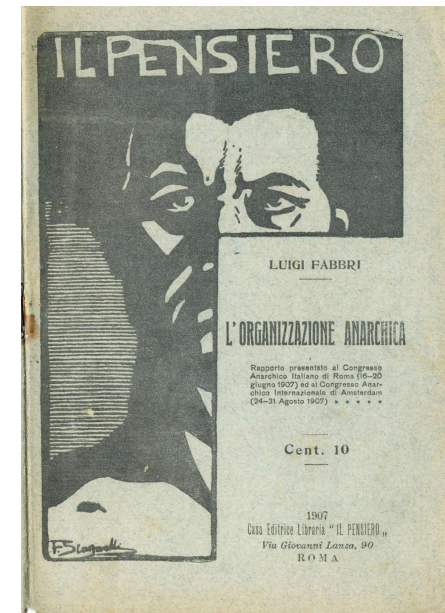 IL PENSIERO
LUIGI FABBRI
L'ORGANIZZAZIONE ANARCHICA
Rapporto presentato al Congresso
Anarchico Italiano di Roma (16-20
giugno 1907) ed al Congresso Anar-
chico Internazionale di Amsterdam
(24-31 Agosto 1907) * * * * *
Cent. 10
1907
Casa Editrice Libraria "IL PENSIERO„
Via Giovanni Lanza, 90
ROMA